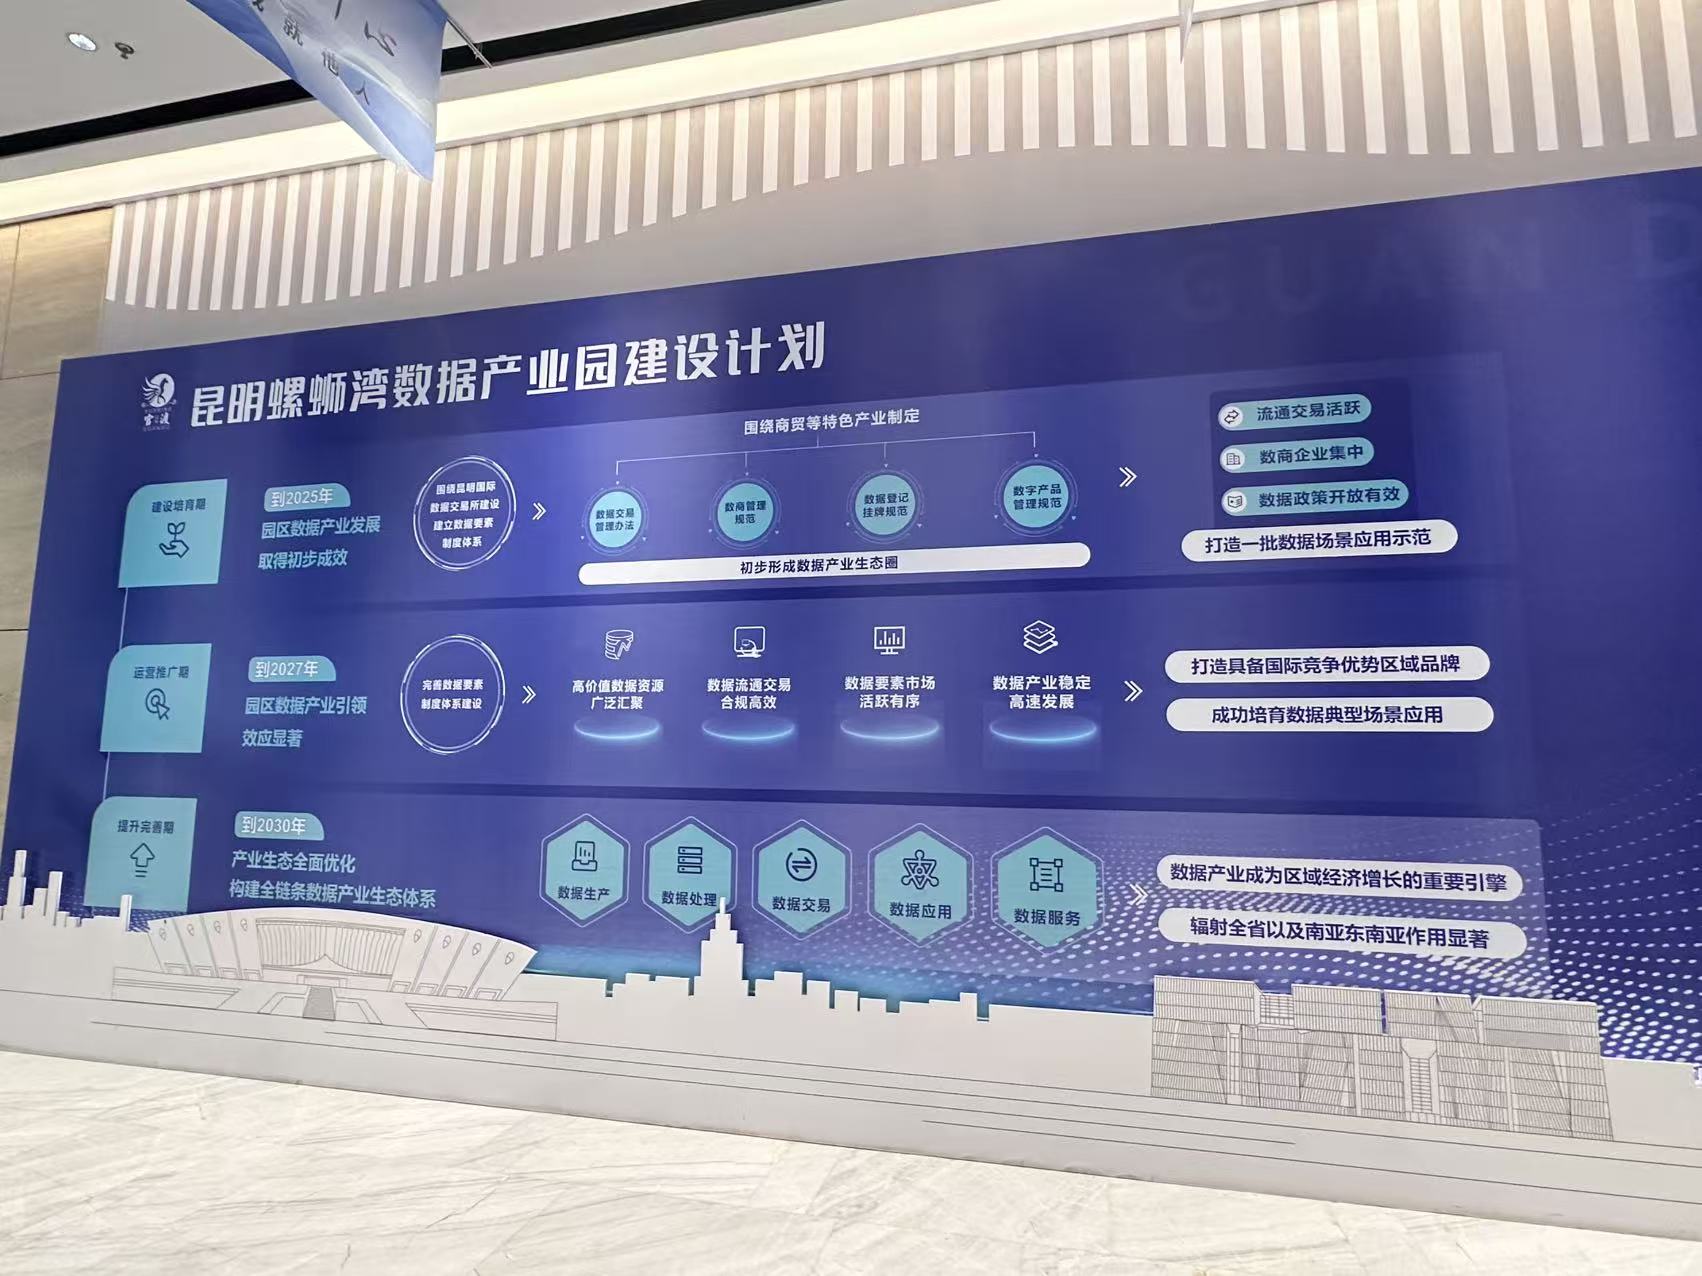 就
他
人
心
GUAN D
昆明螺蛳湾数据产业园建设计划
官渡
建设培育期
到2025年
园区数据产业发展
取得初步成效
围绕昆明国际
数据交易所建设
建立数据要素
制度体系
围绕商贸等特色产业制定
数据交易
管理办法
数商管理
规范
数据登记
挂牌规范
数字产品
管理规范
初步形成数据产业生态圈
流通交易活跃
数商企业集中
数据政策开放有效
打造一批数据场景应用示范
运营推广期
到2027年
园区数据产业引领
效应显著
完善数据要素
制度体系建设
高价值数据资源
广泛汇聚
数据流通交易
合规高效
数据要素市场
活跃有序
数据产业稳定
高速发展
打造具备国际竞争优势区域品牌
成功培育数据典型场景应用
提升完善期
到2030年
产业生态全面优化
构建全链条数据产业生态体系
数据生产
数据处理
数据交易
数据应用
数据服务
数据产业成为区域经济增长的重要引擎
辐射全省以及南亚东南亚作用显著